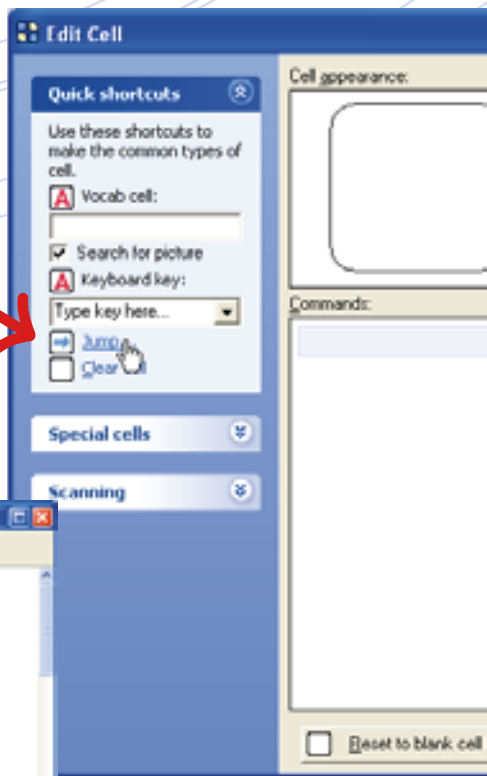 Edit Cell
Quick shortcuts
Use these shortcuts to
make the common types of
cell.
Vocab cell:
Search for picture
Keyboard key:
Type key here...
Jump
Clear
Special cells
Scanning
Cell appearance:
Commands:
Reset to blank cell